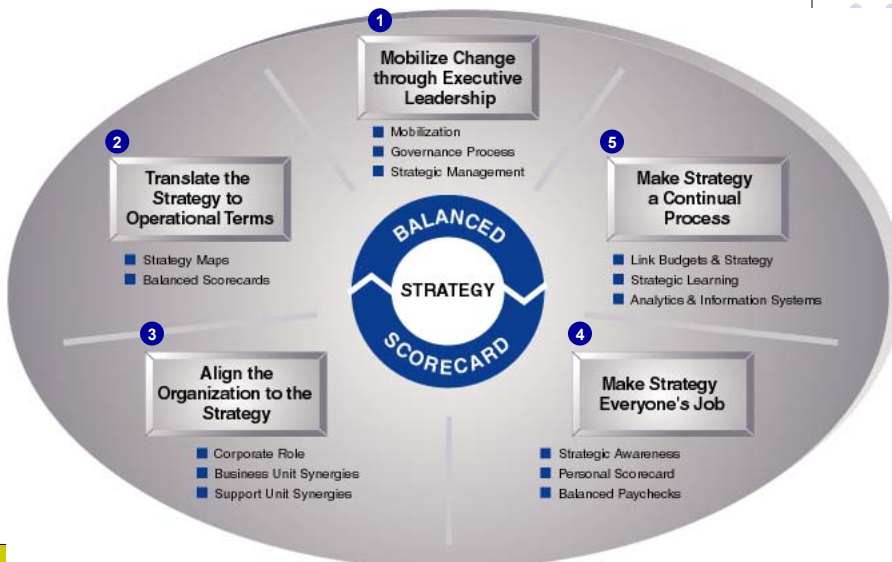 1
Mobilize Change
through Executive
Leadership
Mobilization
Governance Process
Strategic Management
2
Translate the
Strategy to
Operational Terms
Strategy Maps
Balanced Scorecards
3
Align the
Organization to the
Strategy
Corporate Role
Business Unit Synergies
Support Unit Synergies
4
Make Strategy
Everyone's Job
Strategic Awareness
Personal Scorecard
Balanced Paychecks
5
Make Strategy
a Continual
Process
Link Budgets & Strategy
Strategic Learning
Analytics & Information Systems
BALANCED
STRATEGY
SCORECARD